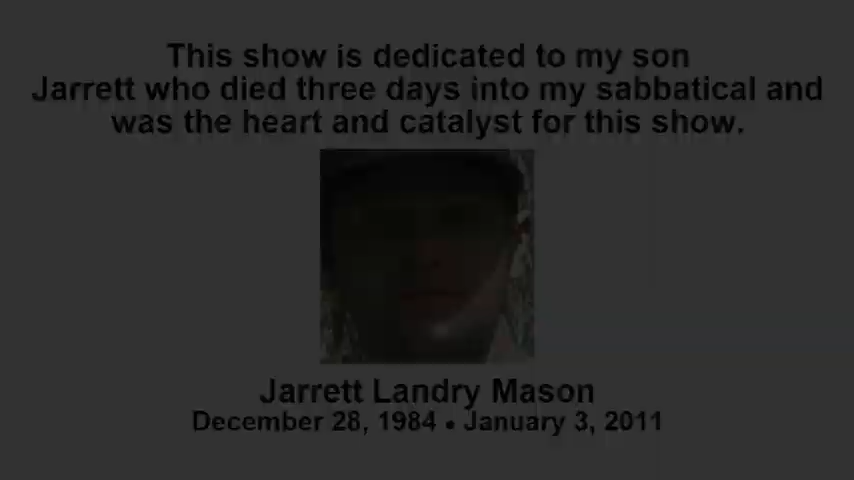 This show is dedicated to my son
Jarrett who died three days into my sabbatical and
was the heart and catalyst for this show.
Jarrett Landry Mason
December 28, 1984 • January 3, 2011